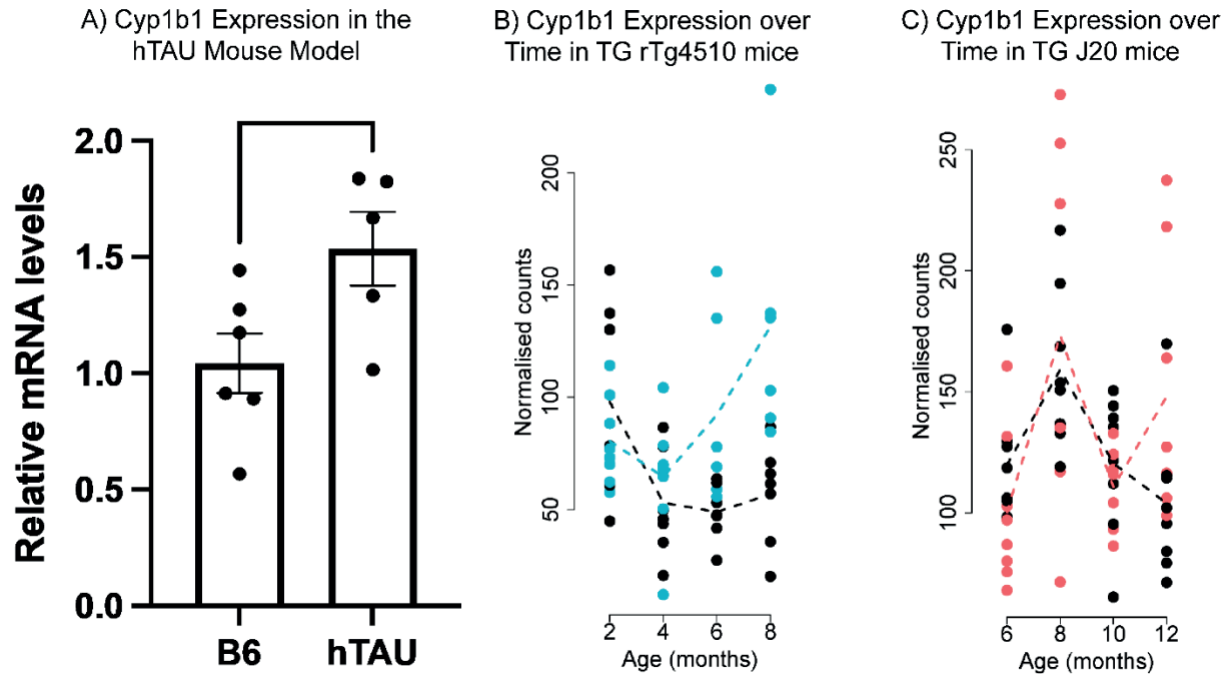 A) Cyp1b1 Expression in the
hTAU Mouse Model
Relative mRNA levels
2.0
1.5
1.0
0.5
0.0
B6 hTAU
B) Cyp1b1 Expression over
Time in TG rTg4510 mice
Normalised counts
200
150
100
50
2 4 6 8
Age (months)
C) Cyp1b1 Expression over
Time in TG J20 mice
Normalised counts
250
200
150
100
6 8 10 12
Age (months)